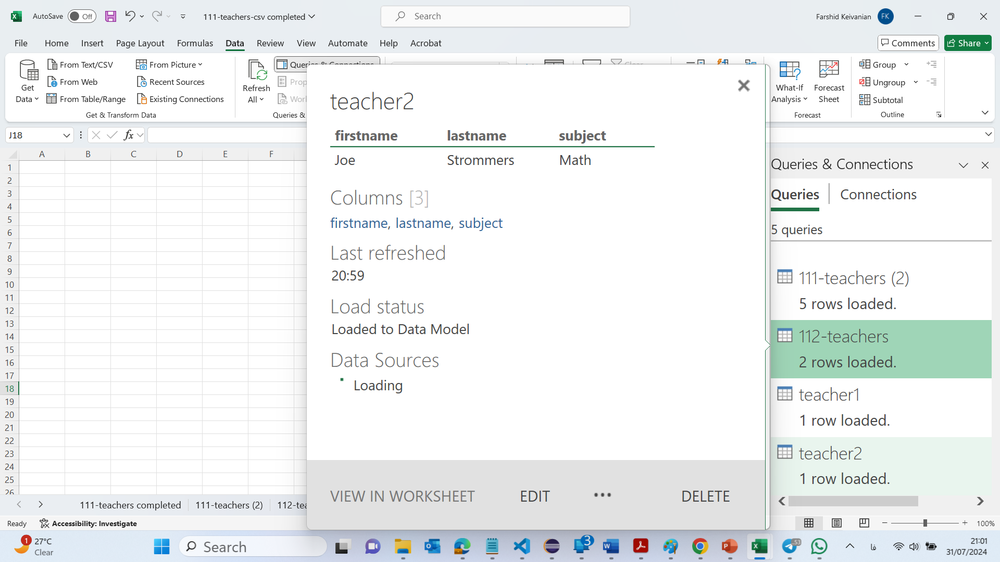 AutoSave Off 111-teachers-csv completed Search Farshid Keivanian FK
File Home Insert Page Layout Formulas Data Review View Automate Help Acrobat Comments Share
From Text/CSV From Picture Queries & Connections
Get Data From Web Recent Sources Refresh All
From Table/Range Existing Connections
Get & Transform Data Queries &
What-If Analysis Forecast Sheet
Forecast
Group
Ungroup
Subtotal
Outline
J18 fx
A B C D E F
1
2
3
4
5
6
7
8
9
10
11
12
13
14
15
16
17
18
19
20
21
22
23
24
25
26
teacher2
firstname lastname subject
Joe Strommers Math
Columns [3]
firstname, lastname, subject
Last refreshed
20:59
Load status
Loaded to Data Model
Data Sources
Loading
VIEW IN WORKSHEET EDIT ••• DELETE
Queries & Connections
Queries Connections
5 queries
111-teachers (2)
5 rows loaded.
112-teachers
2 rows loaded.
teacher1
1 row loaded.
teacher2
1 row loaded.
111-teachers completed 111-teachers (2) 112-tea
Ready Accessibility: Investigate 100%
1 27°C Clear Search 3 53 فا 21:01
31/07/2024